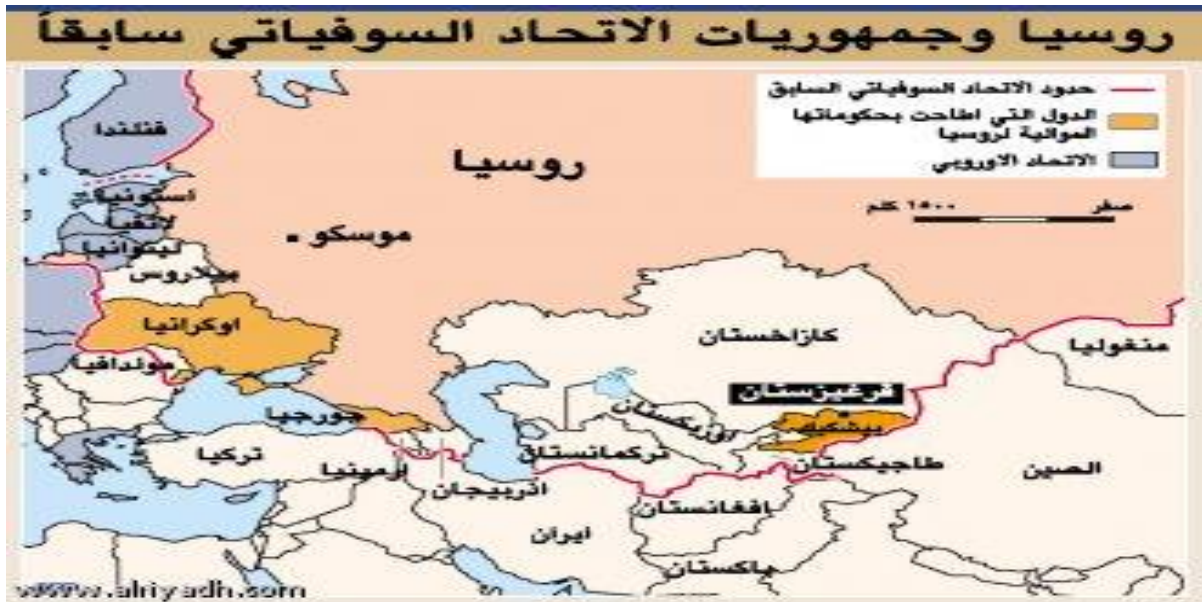 روسيا وجمهوريات الاتحاد السوفياتي سابقاً
حدود الاتحاد السوفياتي السابق
الدول التي اطاحت بحكوماتها
الموالية لروسيا
الاتحاد الاوروبي
صفر ١٥٠٠ كلم
فنلندا
روسيا
استونيا
لاتفيا
ليتوانيا
موسكو
بيلاروس
اوكرانيا
مولدافيا
كازاخستان
منغوليا
قرغيزستان
بيشكيك
اوزبكستان
جورجيا
تركيا
ارمينيا
اذربيجان
تركمانستان
طاجيكستان
الصين
افغانستان
ايران
باكستان
www.alriyadh.com